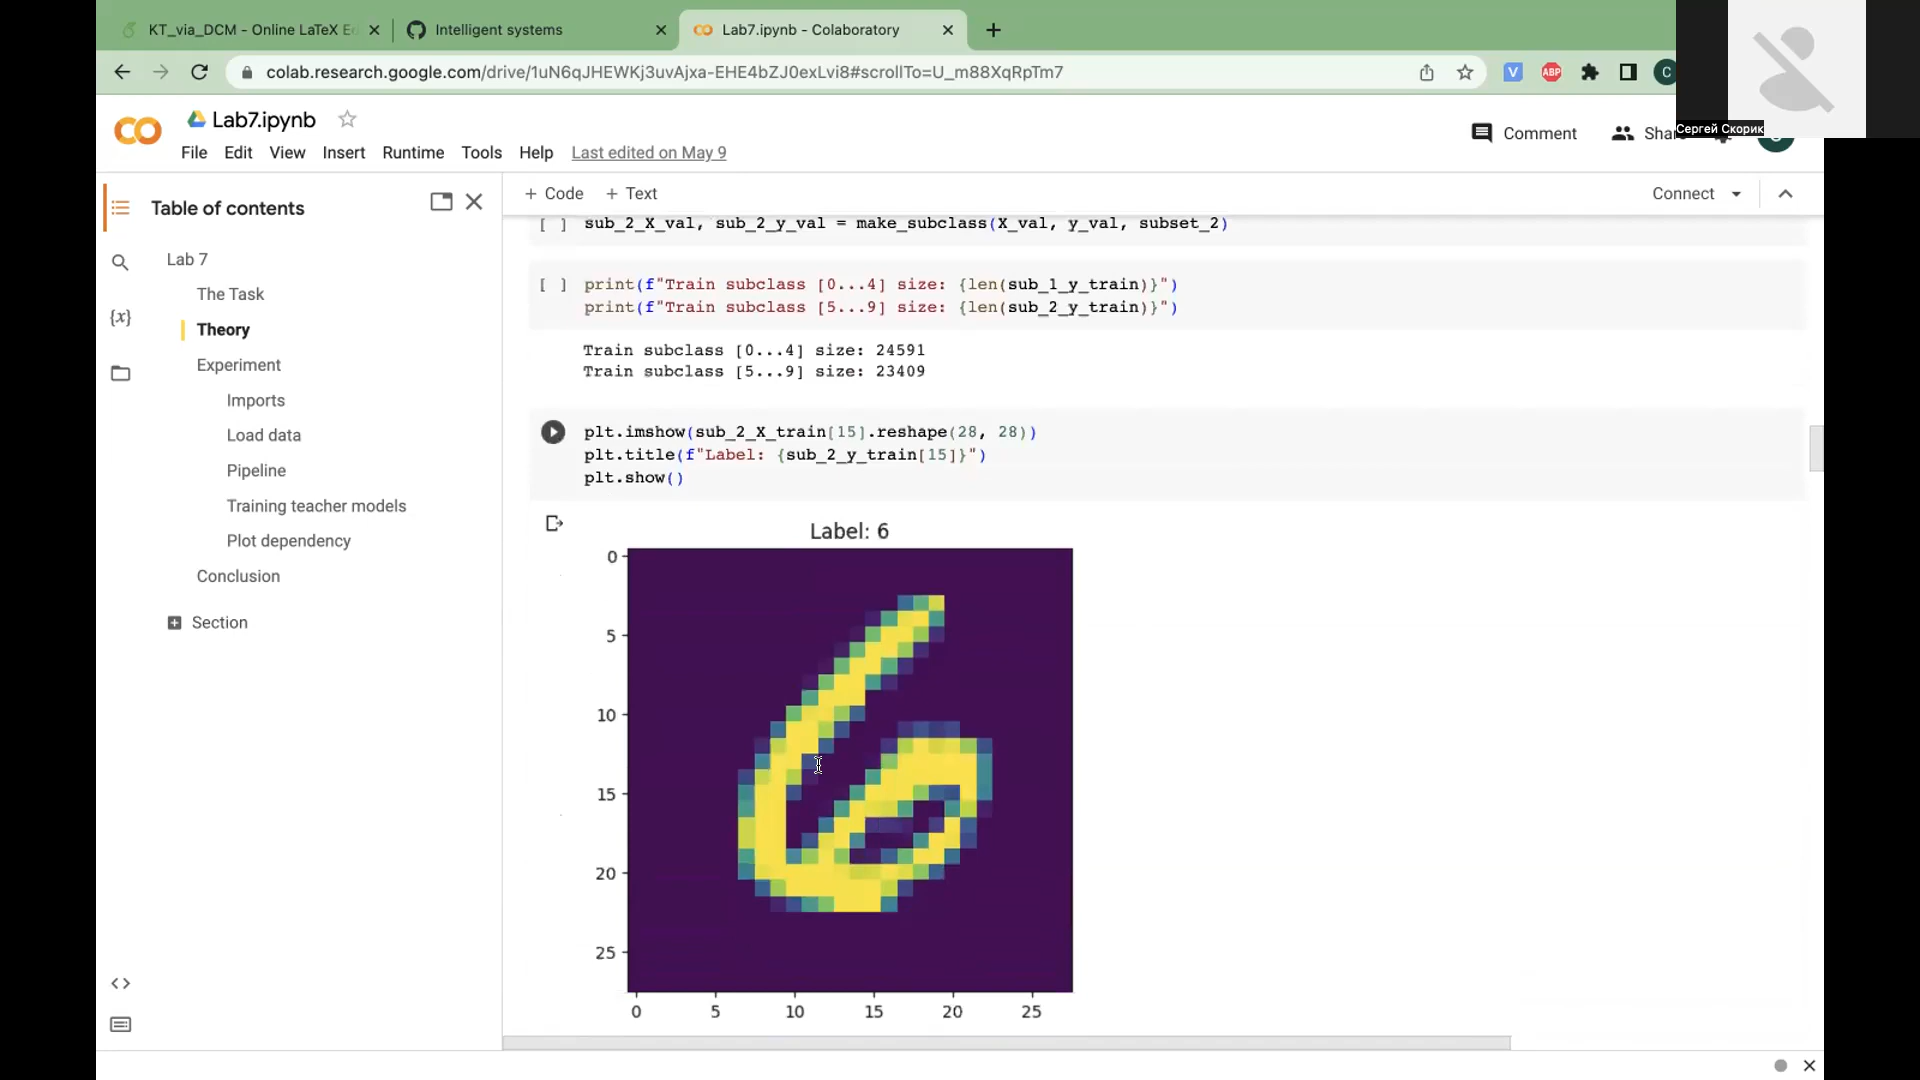 KT_via_DCM - Online LaTeX E
Intelligent systems
Lab7.ipynb - Colaboratory
colab.research.google.com/drive/1uN6qJHEWKj3uvAjxa-EHE4bZJ0exLvi8#scrollTo=U_m88XqRpTm7
V
ABP
C
Сергей Скорик
CO
Lab7.ipynb
Comment
Shar
File Edit View Insert Runtime Tools Help Last edited on May 9
Table of contents
Lab 7
The Task
Theory
Experiment
Imports
Load data
Pipeline
Training teacher models
Plot dependency
Conclusion
Section
{x}
+ Code + Text
Connect
[ ] sub_2_X_val, sub_2_y_val = make_subclass(X_val, y_val, subset_2)
[ ] print(f"Train subclass [0...4] size: {len(sub_1_y_train)}")
print(f"Train subclass [5...9] size: {len(sub_2_y_train)}")
Train subclass [0...4] size: 24591
Train subclass [5...9] size: 23409
plt.imshow(sub_2_X_train[15].reshape(28, 28))
plt.title(f"Label: {sub_2_y_train[15]}")
plt.show()
Label: 6
0
5
10
15
20
25
0 5 10 15 20 25
6